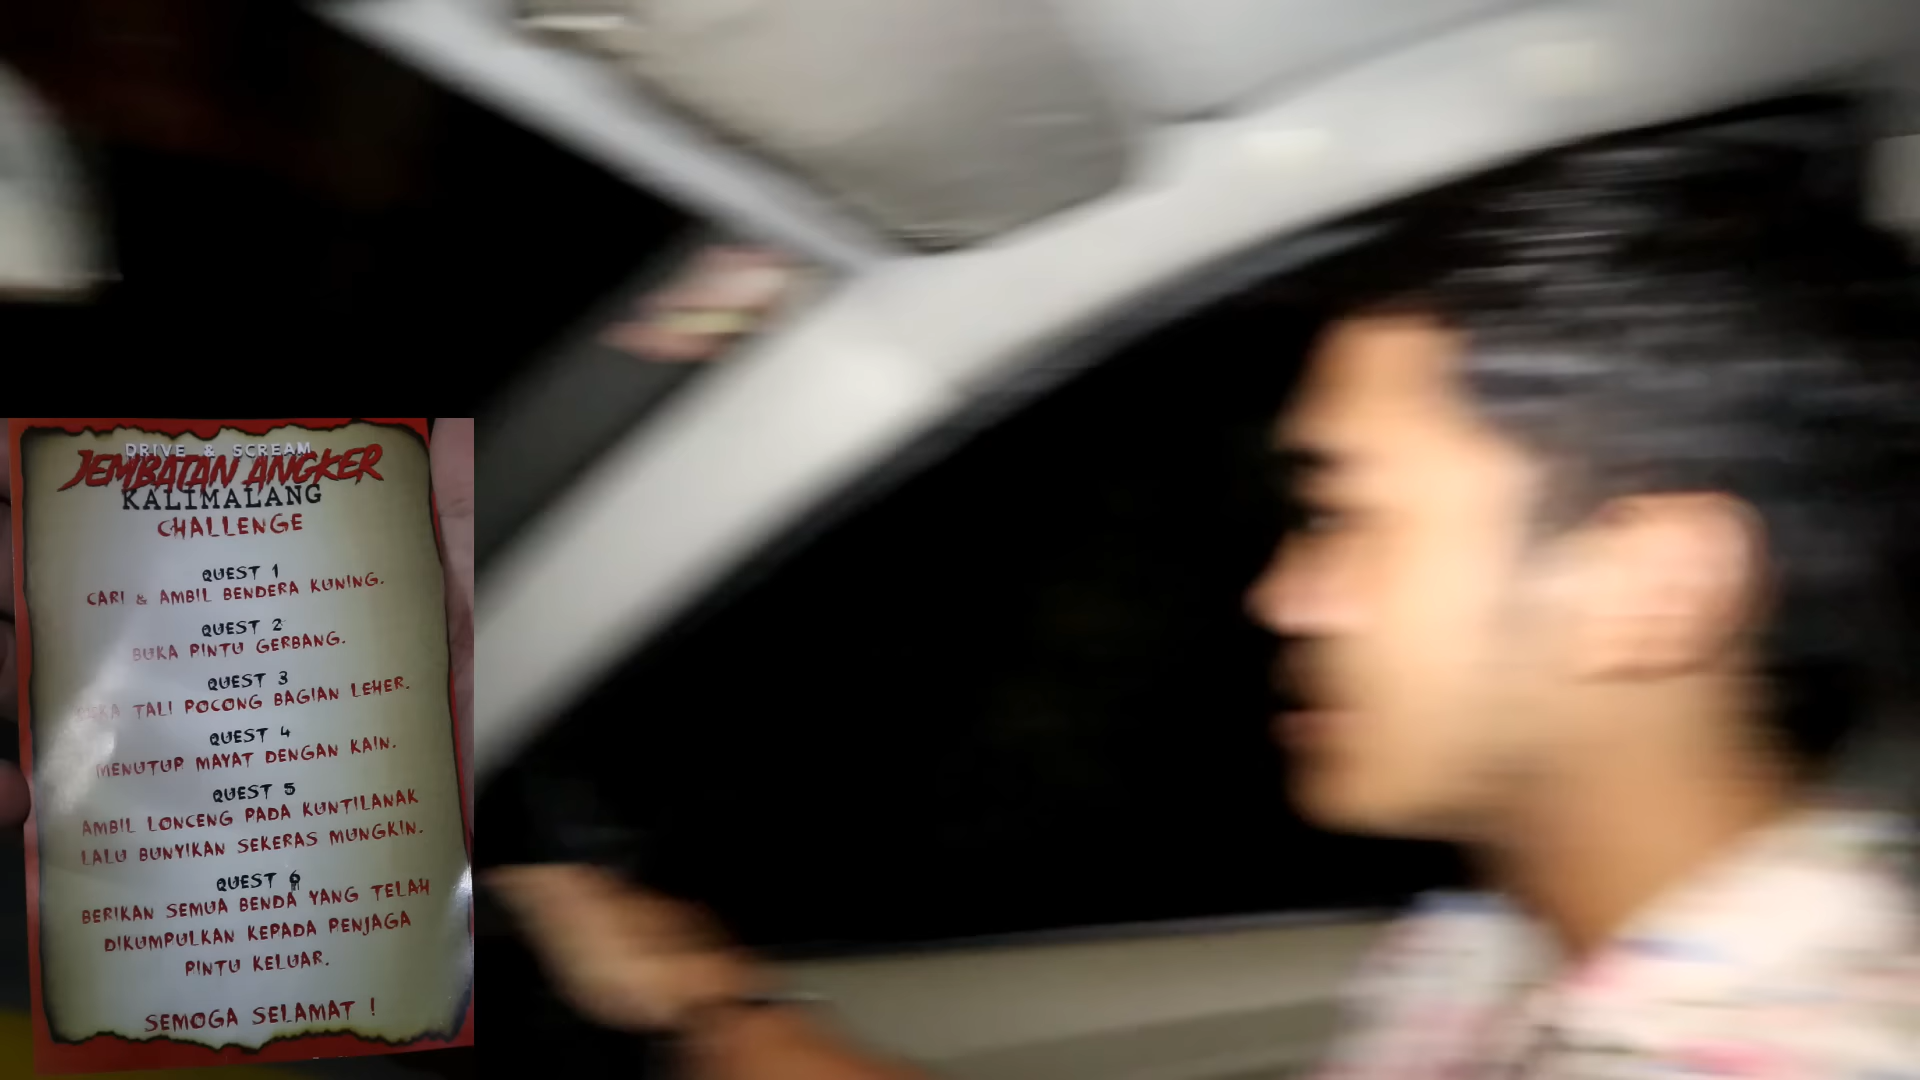 DRIVE & SCREAM
JEMBATAN ANGKER
KALIMALANG
CHALLENGE
QUEST 1
CARI & AMBIL BENDERA KUNING.
QUEST 2
BUKA PINTU GERBANG.
QUEST 3
BUKA TALI POCONG BAGIAN LEHER.
QUEST 4
MENUTUP MAYAT DENGAN KAIN.
QUEST 5
AMBIL LONCENG PADA KUNTILANAK
LALU BUNYIKAN SEKERAS MUNGKIN.
QUEST 6
BERIKAN SEMUA BENDA YANG TELAH
DIKUMPULKAN KEPADA PENJAGA
PINTU KELUAR.
SEMOGA SELAMAT !